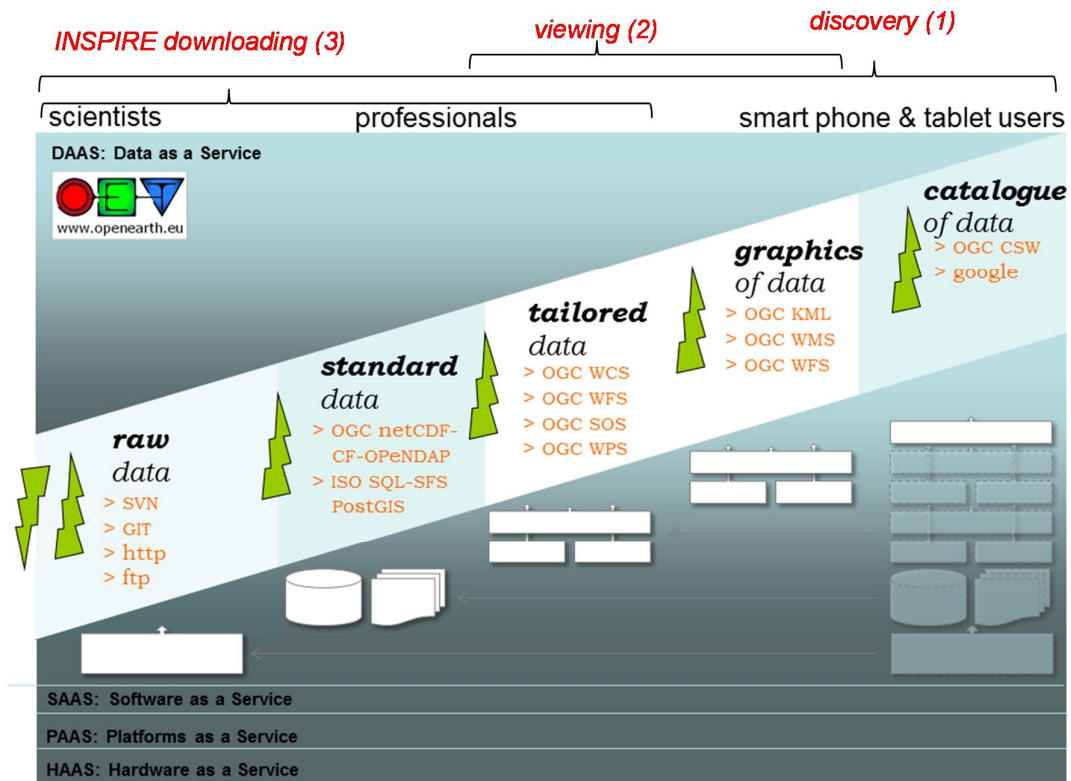 INSPIRE downloading (3)
viewing (2)
discovery (1)
scientists
professionals
smart phone & tablet users
DAAS: Data as a Service
OET
www.openearth.eu
raw
data
> SVN
> GIT
> http
> ftp
standard
data
> OGC netCDF-
CF-OPeNDAP
> ISO SQL-SFS
PostGIS
tailored
data
> OGC WCS
> OGC WFS
> OGC SOS
> OGC WPS
graphics
of data
> OGC KML
> OGC WMS
> OGC WFS
catalogue
of data
> OGC CSW
> google
SAAS: Software as a Service
PAAS: Platforms as a Service
HAAS: Hardware as a Service